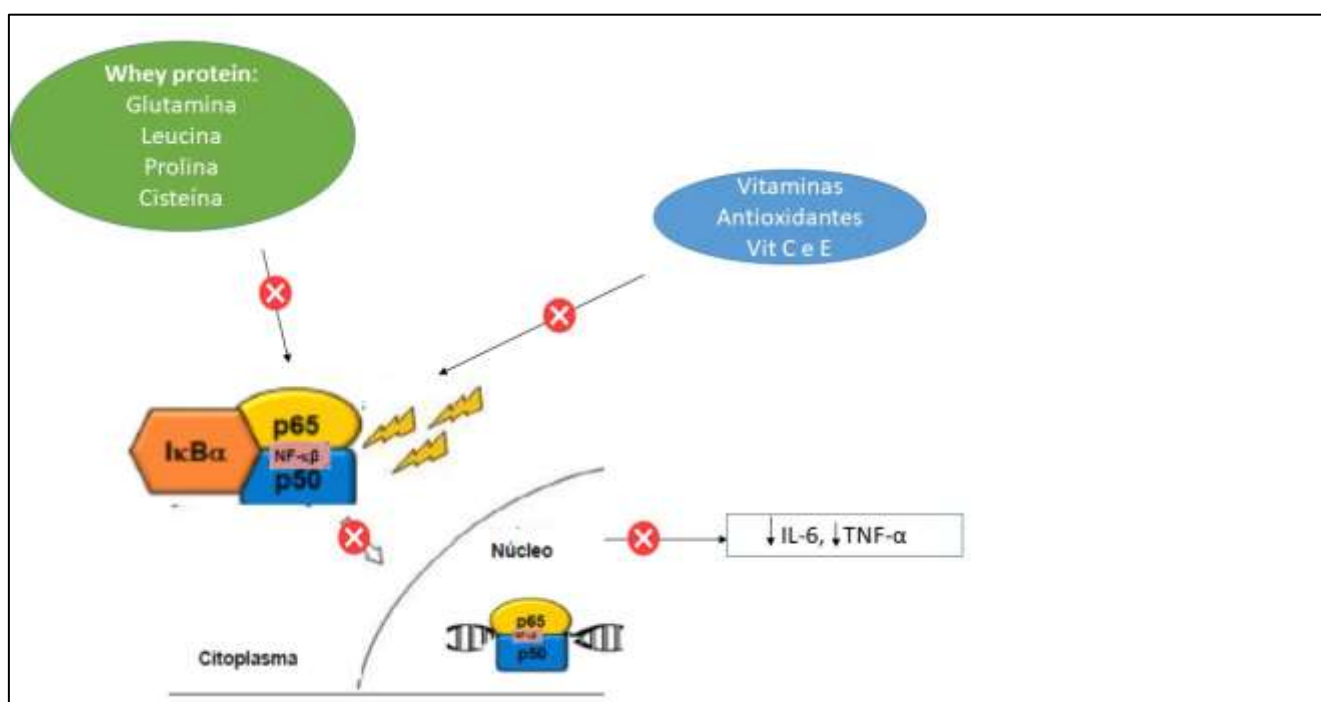 Whey protein:
Glutamina
Leucina
Prolina
Cisteína
Vitaminas
Antioxidantes
Vit C e E
IκBα
p65
NF-κβ
p50
Núcleo
↓ IL-6, ↓TNF-α
p65
p50
Citoplasma